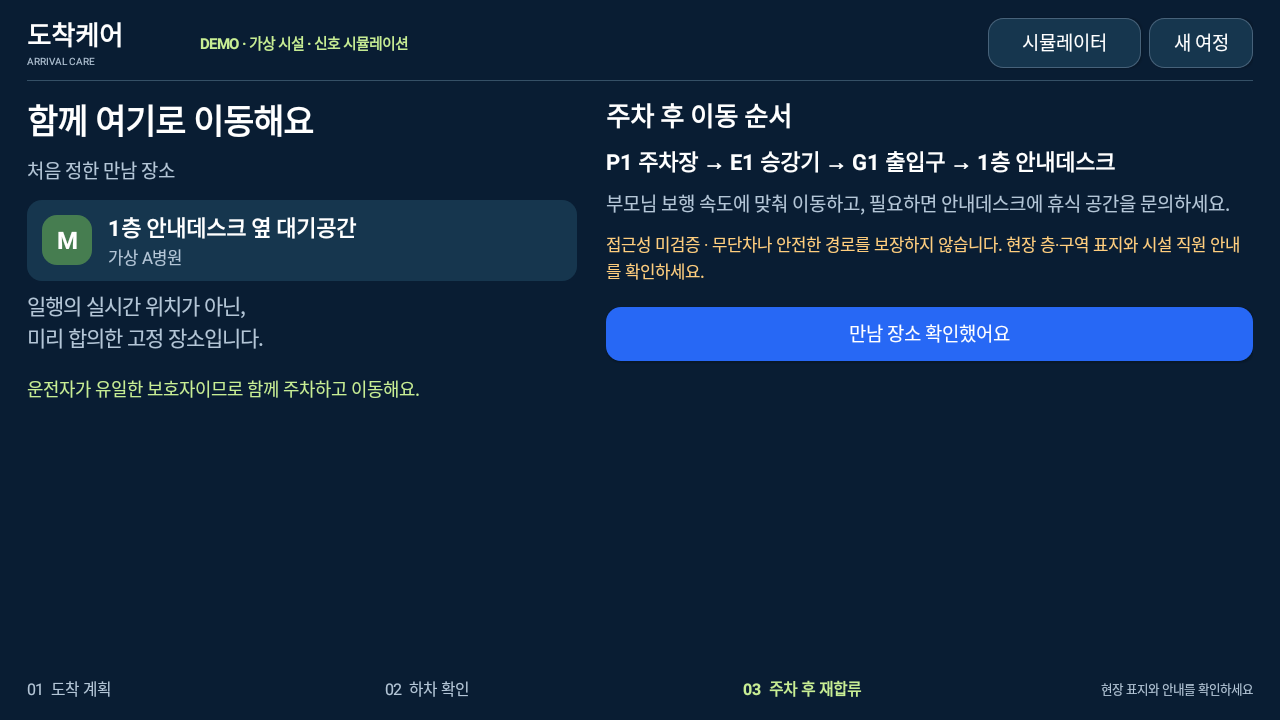 도착케어
ARRIVAL CARE
DEMO · 가상 시설 · 신호 시뮬레이션
시뮬레이터
새 여정
함께 여기로 이동해요
처음 정한 만남 장소
M
1층 안내데스크 옆 대기공간
가상 A병원
일행의 실시간 위치가 아닌,
미리 합의한 고정 장소입니다.
운전자가 유일한 보호자이므로 함께 주차하고 이동해요.
주차 후 이동 순서
P1 주차장 → E1 승강기 → G1 출입구 → 1층 안내데스크
부모님 보행 속도에 맞춰 이동하고, 필요하면 안내데스크에 휴식 공간을 문의하세요.
접근성 미검증 · 무단차나 안전한 경로를 보장하지 않습니다. 현장 층·구역 표지와 시설 직원 안내
를 확인하세요.
만남 장소 확인했어요
01 도착 계획
02 하차 확인
03 주차 후 재합류
현장 표지와 안내를 확인하세요